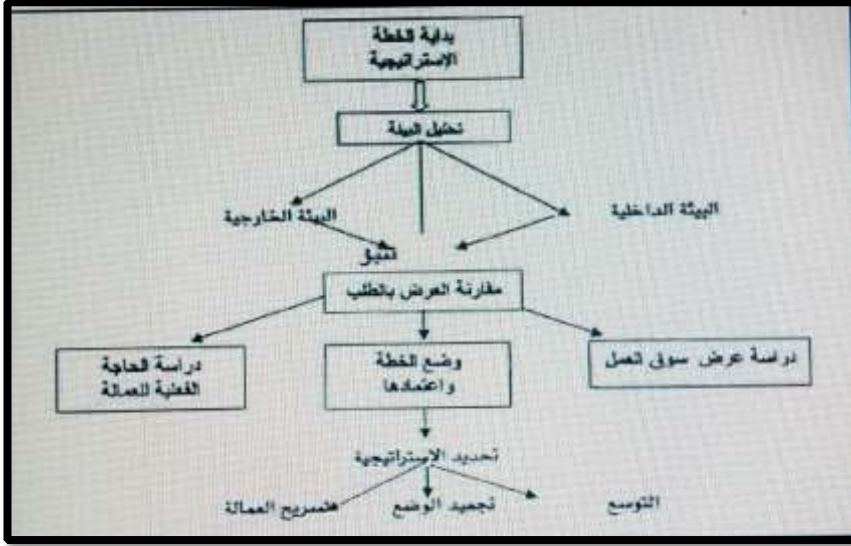 بداية الخطة
الإستراتيجية
تحليل البيئة
البيئة الداخلية
البيئة الخارجية
تنبؤ
مقارنة العرض بالطلب
دراسة عرض سوق العمل
وضع الخطة
واعتمادها
دراسة الحاجة
الفعلية للعمالة
تحديد الإستراتيجية
التوسع
تجميد الوضع
تسريح العمالة